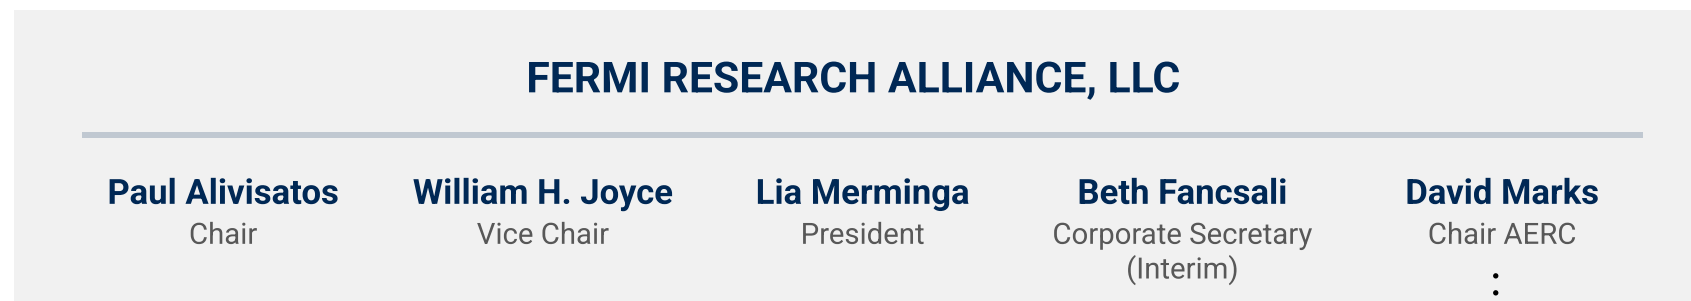 FERMI RESEARCH ALLIANCE, LLC
Paul Alivisatos
Chair
William H. Joyce
Vice Chair
Lia Merminga
President
Beth Fancsali
Corporate Secretary
(Interim)
David Marks
Chair AERC